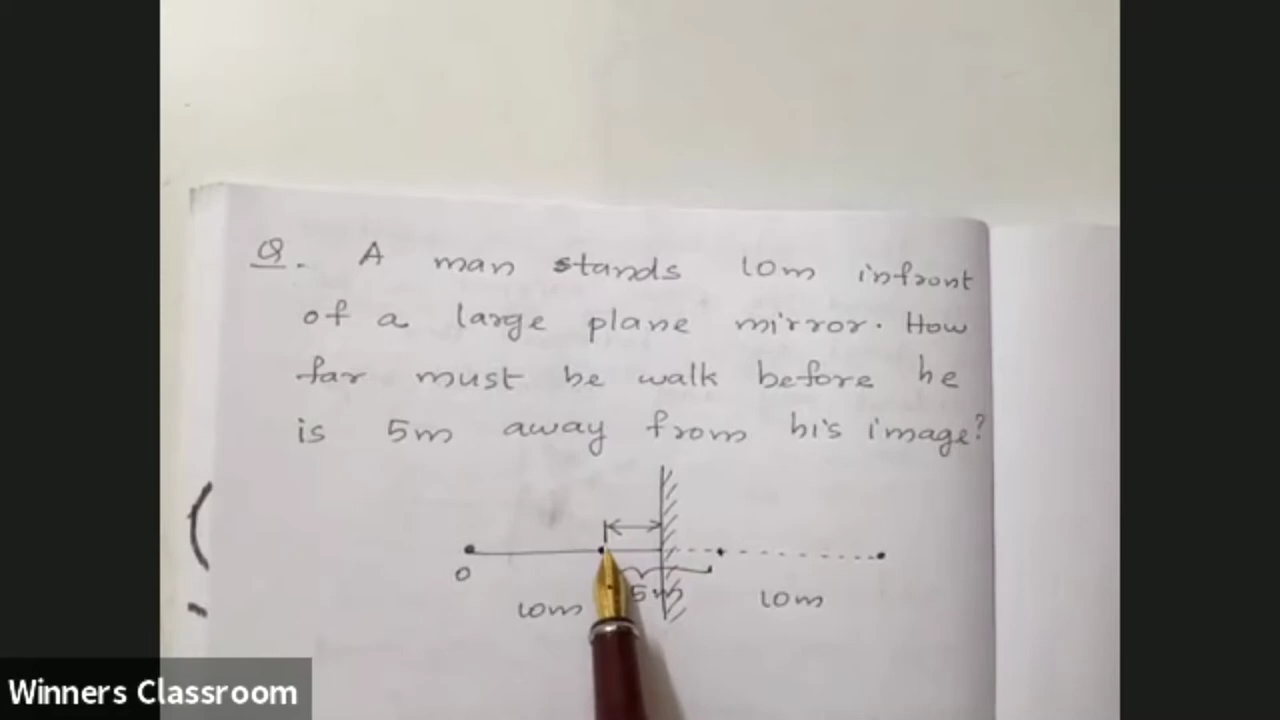 Q. A man stands 10m infront
of a large plane mirror. How
far must he walk before he
is 5m away from his image?
O
10m 5m 10m
Winners Classroom